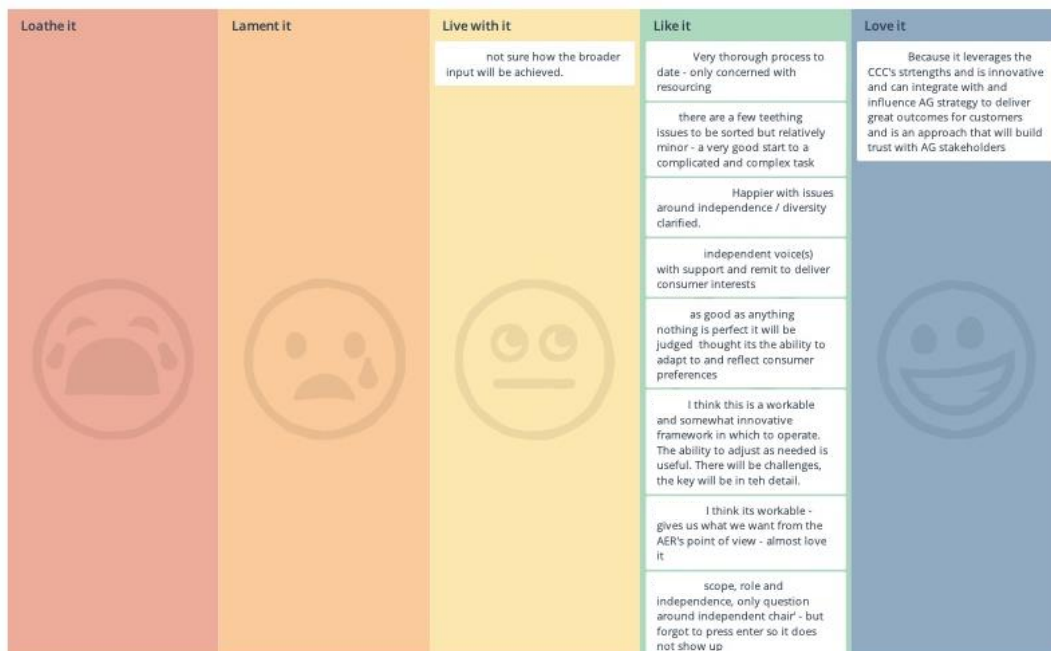 Loathe it
Lament it
Live with it
not sure how the broader
input will be achieved.
Like it
Very thorough process to
date - only concerned with
resourcing
there are a few teething
issues to be sorted but relatively
minor - a very good start to a
complicated and complex task
Happier with issues
around independence / diversity
clarified.
independent voice(s)
with support and remit to deliver
consumer interests
as good as anything
nothing is perfect it will be
judged thought its the ability to
adapt to and reflect consumer
preferences
I think this is a workable
and somewhat innovative
framework in which to operate.
The ability to adjust as needed is
useful. There will be challenges,
the key will be in teh detail.
I think its workable -
gives us what we want from the
AER's point of view - almost love
it
scope, role and
independence, only question
around independent chair' - but
forgot to press enter so it does
not show up
Love it
Because it leverages the
CCC's strtengths and is innovative
and can integrate with and
influence AG strategy to deliver
great outcomes for customers
and is an approach that will build
trust with AG stakeholders